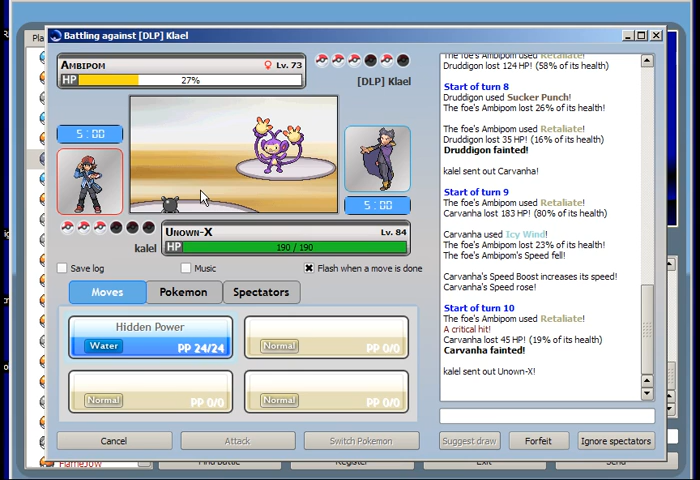 Battling against [DLP] Klael
Pla
AMBIPOM Lv. 73
HP 27%
[DLP] Klael
5:00
5:00
UNOWN-X Lv. 84
kalel
HP 190 / 190
Save log
Music
Flash when a move is done
Moves
Pokemon
Spectators
Hidden Power
Water PP 24/24
Normal PP 0/0
Normal PP 0/0
Normal PP 0/0
Cancel
Attack
Switch Pokemon
The foe's Ambipom used Retaliate!
Druddigon lost 124 HP! (58% of its health)
Start of turn 8
Druddigon used Sucker Punch!
The foe's Ambipom lost 26% of its health!
The foe's Ambipom used Retaliate!
Druddigon lost 35 HP! (16% of its health)
Druddigon fainted!
kalel sent out Carvanha!
Start of turn 9
The foe's Ambipom used Retaliate!
Carvanha lost 183 HP! (80% of its health)
Carvanha used Icy Wind!
The foe's Ambipom lost 23% of its health!
The foe's Ambipom's Speed fell!
Carvanha's Speed Boost increases its speed!
Carvanha's Speed rose!
Start of turn 10
The foe's Ambipom used Retaliate!
A critical hit!
Carvanha lost 45 HP! (19% of its health)
Carvanha fainted!
kalel sent out Unown-X!
Suggest draw
Forfeit
Ignore spectators
FlameJow
Find battle
Register
Exit
Send